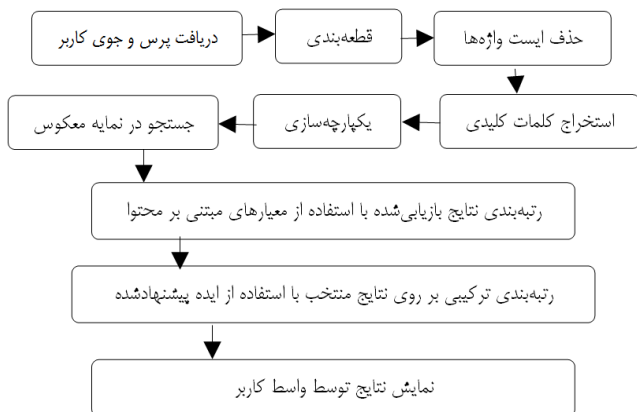 دریافت پرس و جوی کاربر
قطعه‌بندی
حذف ایست واژه‌ها
استخراج کلمات کلیدی
یکپارچه‌سازی
جستجو در نمایه معکوس
رتبه‌بندی نتایج بازیابی‌شده با استفاده از معیارهای مبتنی بر محتوا
رتبه‌بندی ترکیبی بر روی نتایج منتخب با استفاده از ایده پیشنهادشده
نمایش نتایج توسط واسط کاربر